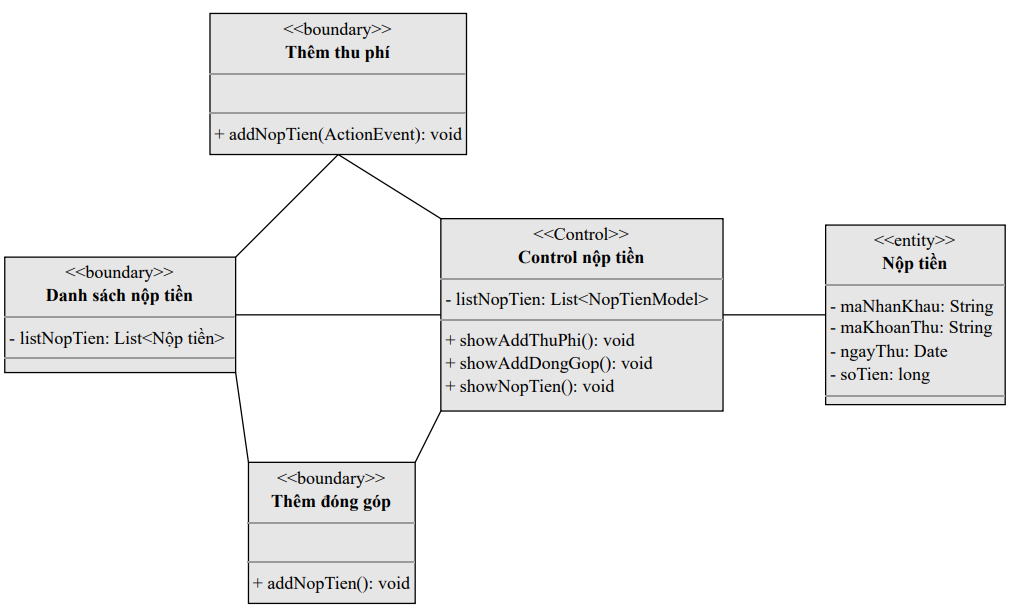 <<boundary>>
Thêm thu phí
+ addNopTien(ActionEvent): void
<<boundary>>
Danh sách nộp tiền
- listNopTien: List<Nộp tiền>
<<Control>>
Control nộp tiền
- listNopTien: List<NopTienModel>
+ showAddThuPhi(): void
+ showAddDongGop(): void
+ showNopTien(): void
<<entity>>
Nộp tiền
- maNhanKhau: String
- maKhoanThu: String
- ngayThu: Date
- soTien: long
<<boundary>>
Thêm đóng góp
+ addNopTien(): void